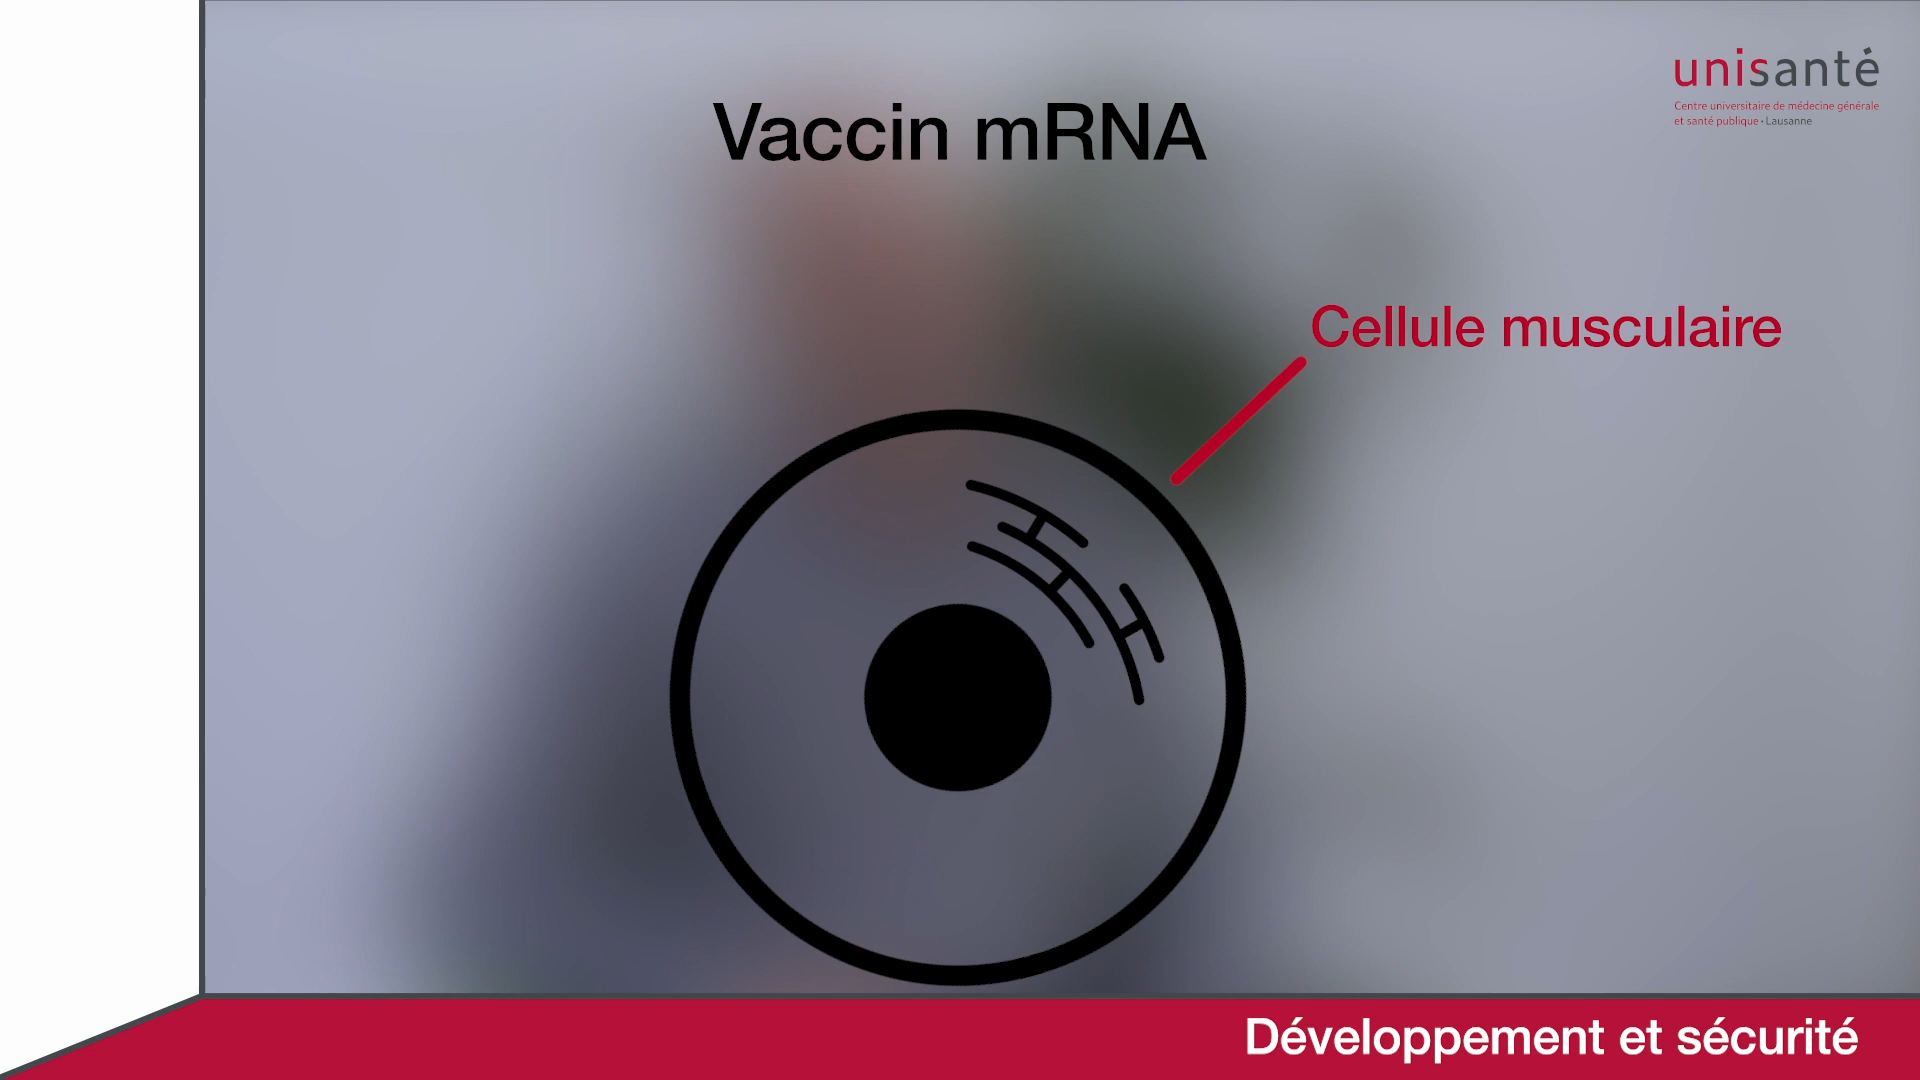 unisanté
Centre universitaire de médecine générale
et santé publique • Lausanne
Vaccin mRNA
Cellule musculaire
Développement et sécurité